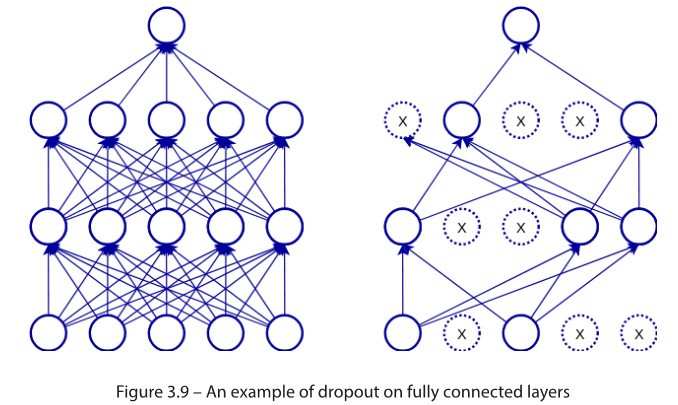 X X X
X X
X X X
Figure 3.9 – An example of dropout on fully connected layers